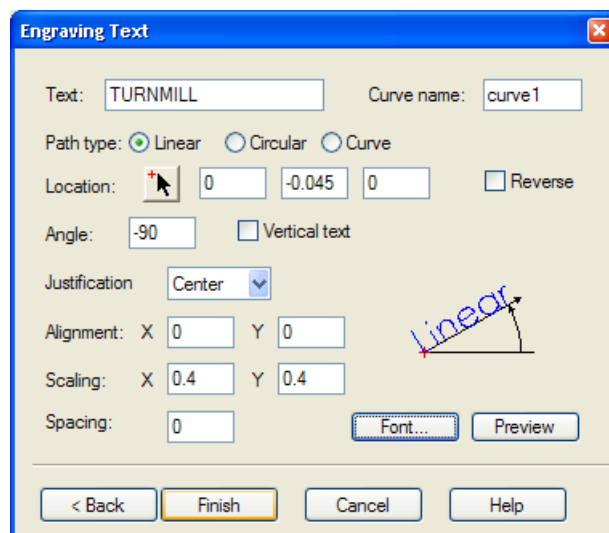 Engraving Text
Text: TURNMILL Curve name: curve1
Path type: Linear Circular Curve
Location: 0 -0.045 0 Reverse
Angle: -90 Vertical text
Justification Center
Alignment: X 0 Y 0
Linear
Scaling: X 0.4 Y 0.4
Spacing: 0 Font... Preview
< Back Finish Cancel Help